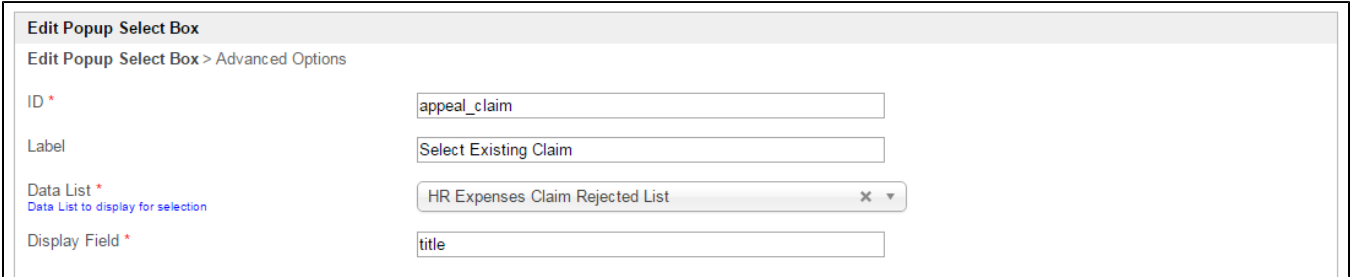 Edit Popup Select Box
Edit Popup Select Box > Advanced Options
ID *
appeal_claim
Label
Select Existing Claim
Data List *
Data List to display for selection
HR Expenses Claim Rejected List
Display Field *
title